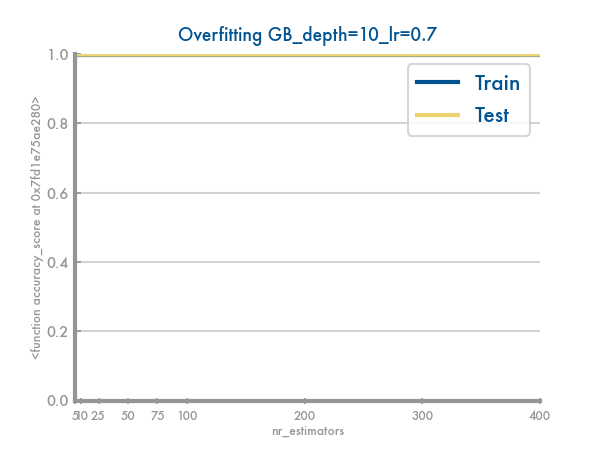 Overfitting GB_depth=10_lr=0.7
1.0
0.8
0.6
0.4
0.2
0.0
<function accuracy_score at 0x7fd1e75ae280>
Train
Test
5 10 25 50 75 100 200 300 400
nr_estimators